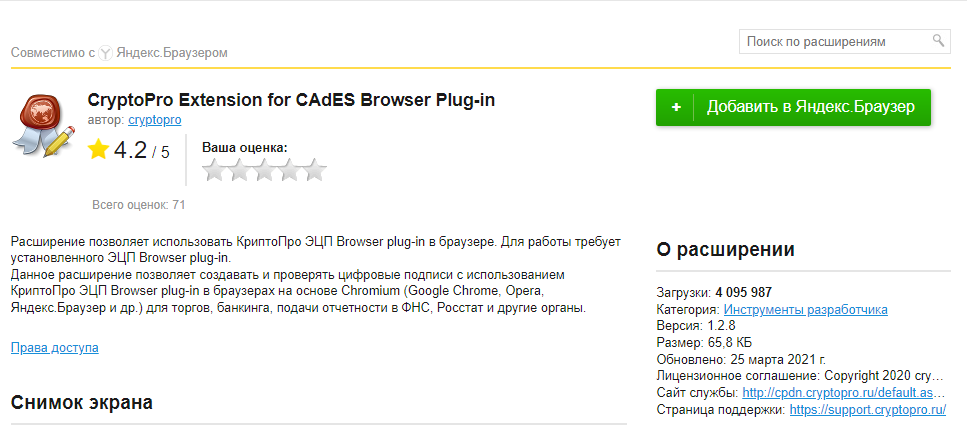 Совместимо с Яндекс.Браузером
Поиск по расширениям
CryptoPro Extension for CAdES Browser Plug-in
автор: cryptopro
4.2 / 5
Ваша оценка:
Всего оценок: 71
+ Добавить в Яндекс.Браузер
Расширение позволяет использовать КриптоПро ЭЦП Browser plug-in в браузере. Для работы требует
установленного ЭЦП Browser plug-in.
Данное расширение позволяет создавать и проверять цифровые подписи с использованием
КриптоПро ЭЦП Browser plug-in в браузерах на основе Chromium (Google Chrome, Opera,
Яндекс.Браузер и др.) для торгов, банкинга, подачи отчетности в ФНС, Росстат и другие органы.
Права доступа
Снимок экрана
О расширении
Загрузки: 4 095 987
Категория: Инструменты разработчика
Версия: 1.2.8
Размер: 65,8 КБ
Обновлено: 25 марта 2021 г.
Лицензионное соглашение: Copyright 2020 cry…
Сайт службы: http://cpdn.cryptopro.ru/default.as…
Страница поддержки: https://support.cryptopro.ru/